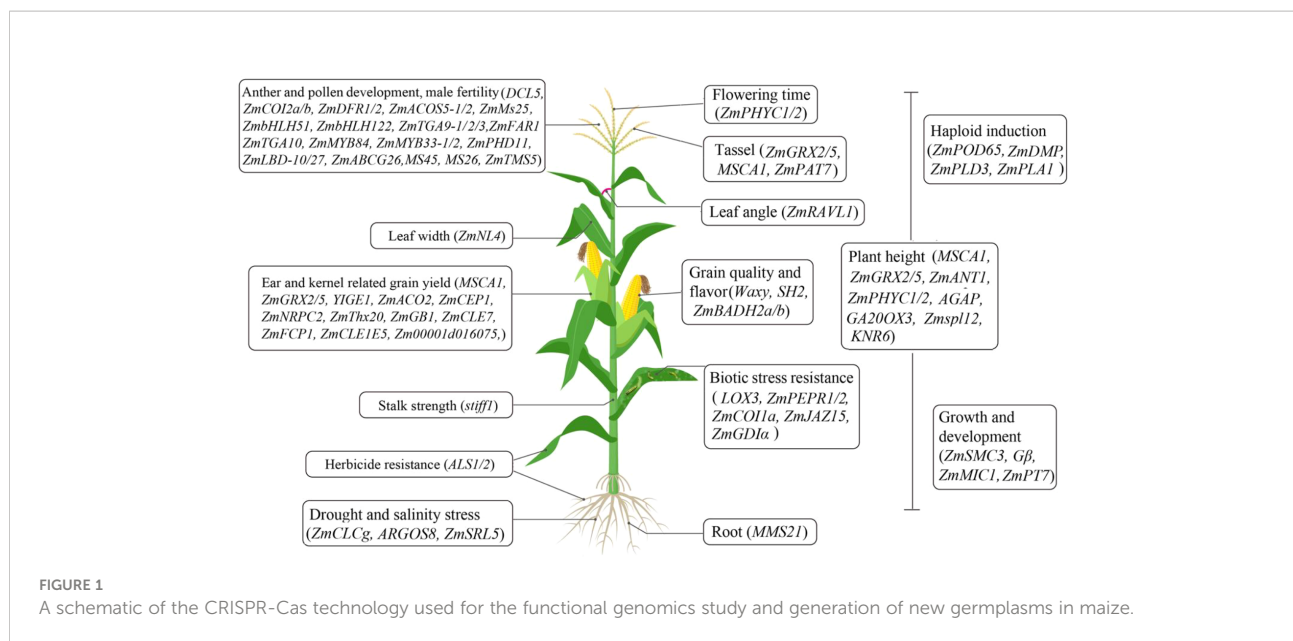 Anther and pollen development, male fertility (DCL5,
ZmCOI2a/b, ZmDFR1/2, ZmACOS5-1/2, ZmMs25,
ZmbHLH51, ZmbHLH122, ZmTGA9-1/2/3,ZmFAR1
ZmTGA10, ZmMYB84, ZmMYB33-1/2, ZmPHD11,
ZmLBD-10/27, ZmABCG26,MS45, MS26, ZmTMS5)
Flowering time
(ZmPHYC1/2)
Tassel (ZmGRX2/5,
MSCA1, ZmPAT7)
Leaf angle (ZmRAVL1)
Leaf width (ZmNL4)
Ear and kernel related grain yield (MSCA1,
ZmGRX2/5, YIGE1, ZmACO2, ZmCEP1,
ZmNRPC2, ZmThx20, ZmGB1, ZmCLE7,
ZmFCP1, ZmCLE1E5, Zm00001d016075,)
Grain quality and
flavor(Waxy, SH2,
ZmBADH2a/b)
Stalk strength (stiff1)
Biotic stress resistance
( LOX3, ZmPEPR1/2,
ZmCOI1a, ZmJAZ15,
ZmGDIα )
Herbicide resistance (ALS1/2)
Drought and salinity stress
(ZmCLCg, ARGOS8, ZmSRL5)
Root (MMS21)
Haploid induction
(ZmPOD65, ZmDMP,
ZmPLD3, ZmPLA1 )
Plant height (MSCA1,
ZmGRX2/5, ZmANT1,
ZmPHYC1/2, AGAP,
GA20OX3, Zmspl12,
KNR6)
Growth and
development
(ZmSMC3, Gβ,
ZmMIC1, ZmPT7)
FIGURE 1
A schematic of the CRISPR-Cas technology used for the functional genomics study and generation of new germplasms in maize.